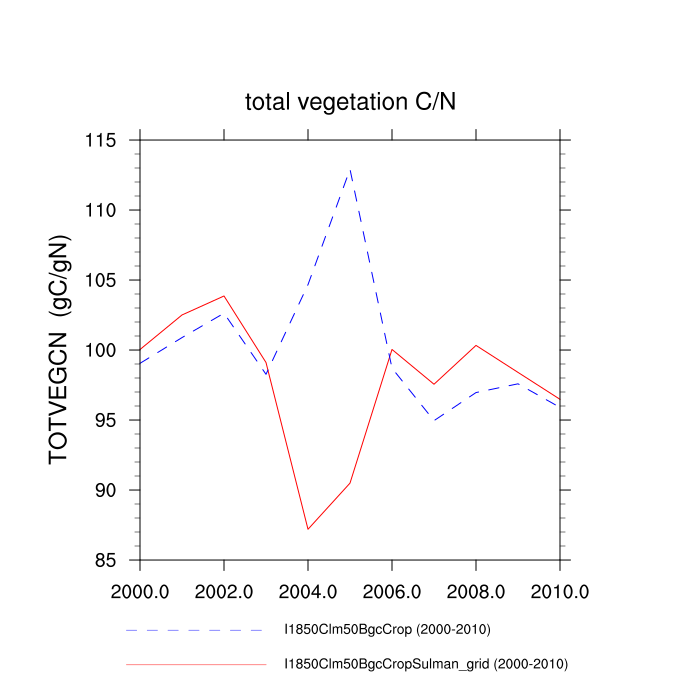 total vegetation C/N
TOTVEGCN (gC/gN)
115
110
105
100
95
90
85
2000.0 2002.0 2004.0 2006.0 2008.0 2010.0
I1850Clm50BgcCrop (2000-2010)
I1850Clm50BgcCropSulman_grid (2000-2010)